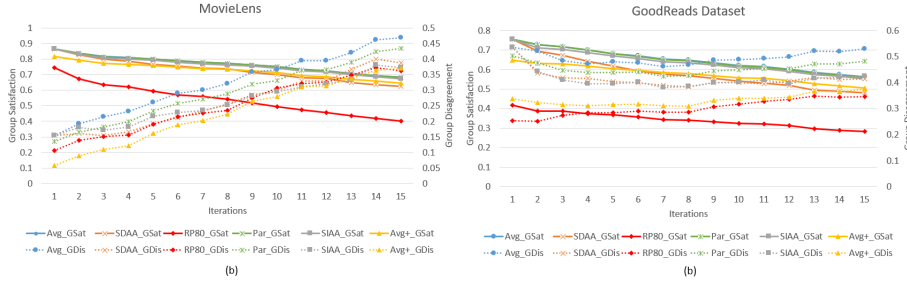 MovieLens
1
0.9
0.8
0.7
0.6
0.5
0.4
0.3
0.2
0.1
0
Group Satisfaction
0.5
0.45
0.4
0.35
0.3
0.25
0.2
0.15
0.1
0.05
0
Group Disagreement
1 2 3 4 5 6 7 8 9 10 11 12 13 14 15
Iterations
Avg_GSat SDAA_GSat RP80_GSat Par_GSat SIAA_GSat Avg+_GSat
Avg_GDis SDAA_GDis RP80_GDis Par_GDis SIAA_GDis Avg+_GDis
(b)
GoodReads Dataset
0.8
0.7
0.6
0.5
0.4
0.3
0.2
0.1
0
Group Satisfaction
0.6
0.5
0.4
0.3
0.2
0.1
0
Group Disagreement
1 2 3 4 5 6 7 8 9 10 11 12 13 14 15
Iterations
Avg_GSat SDAA_GSat RP80_GSat Par_GSat SIAA_GSat Avg+_GSat
Avg_GDis SDAA_GDis RP80_GDis Par_GDis SIAA_GDis Avg+_GDis
(b)